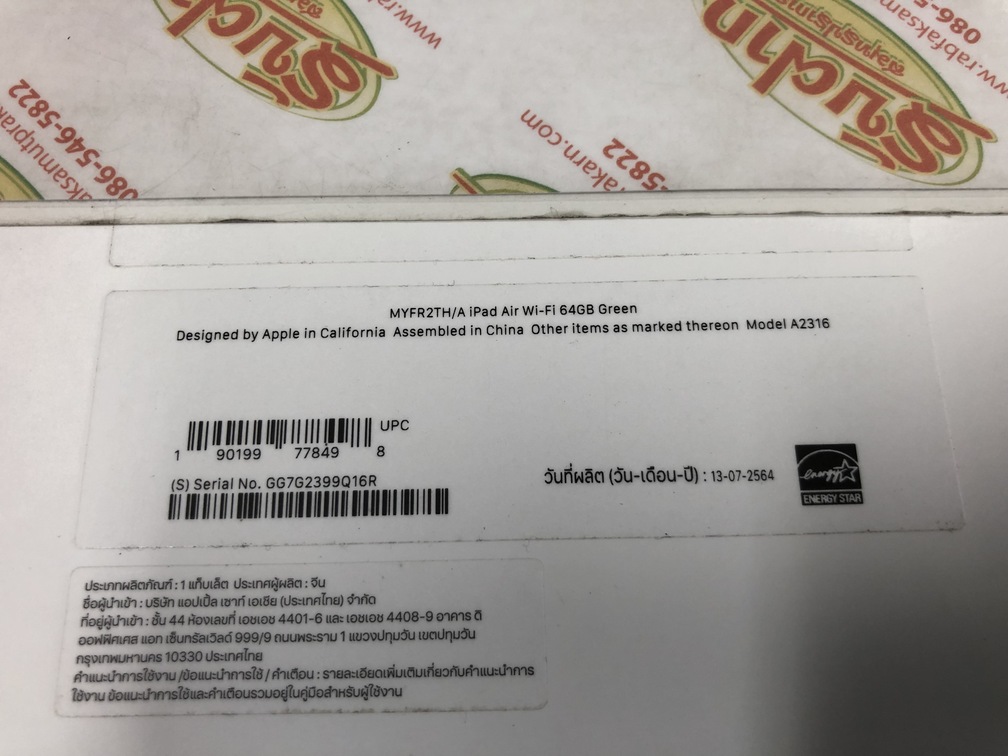 รับฝาก
www.
รับฝาก
086-5
www.rabfaksam
086-546-5822
faksamutprak
rakarn.com
5822
MYFR2TH/A iPad Air Wi-Fi 64GB Green
Designed by Apple in California Assembled in China Other items as marked thereon Model A2316
UPC
1 90199 77849 8
(S) Serial No. GG7G2399Q16R
วันที่ผลิต (วัน-เดือน-ปี) : 13-07-2564
energy
ENERGY STAR
ประเภทผลิตภัณฑ์ : 1 แท็บเล็ต ประเทศผู้ผลิต : จีน
ชื่อผู้นำเข้า : บริษัท แอปเปิ้ล เซาท์ เอเชีย (ประเทศไทย) จำกัด
ที่อยู่ผู้นำเข้า : ชั้น 44 ห้องเลขที่ เอชเอช 4401-6 และ เอชเอช 4408-9 อาคาร ดิ
ออฟฟิศเศส แอท เซ็นทรัลเวิลด์ 999/9 ถนนพระราม 1 แขวงปทุมวัน เขตปทุมวัน
กรุงเทพมหานคร 10330 ประเทศไทย
คำแนะนำการใช้งาน /ข้อแนะนำการใช้ / คำเตือน : รายละเอียดเพิ่มเติมเกี่ยวกับคำแนะนำการ
ใช้งาน ข้อแนะนำการใช้และคำเตือนรวมอยู่ในคู่มือสำหรับผู้ใช้งาน